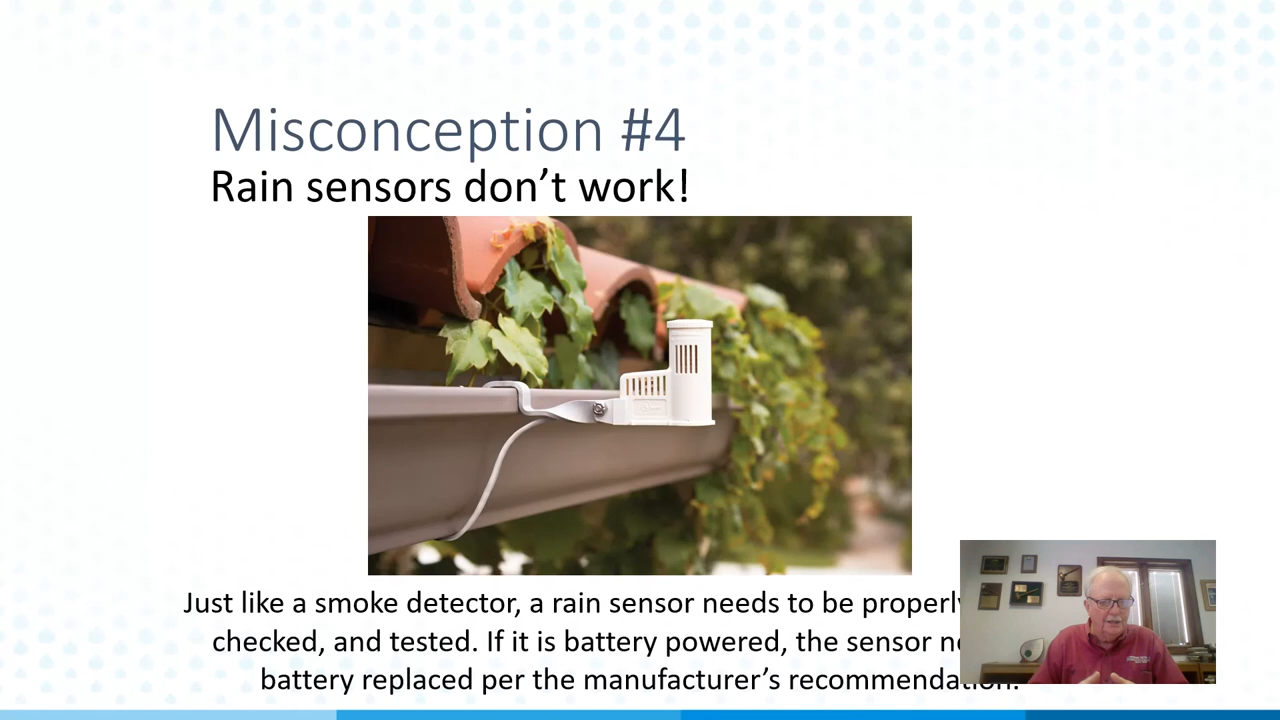 Misconception #4
Rain sensors don’t work!
Just like a smoke detector, a rain sensor needs to be properly
checked, and tested. If it is battery powered, the sensor
battery replaced per the manufacturer’s recommendation.